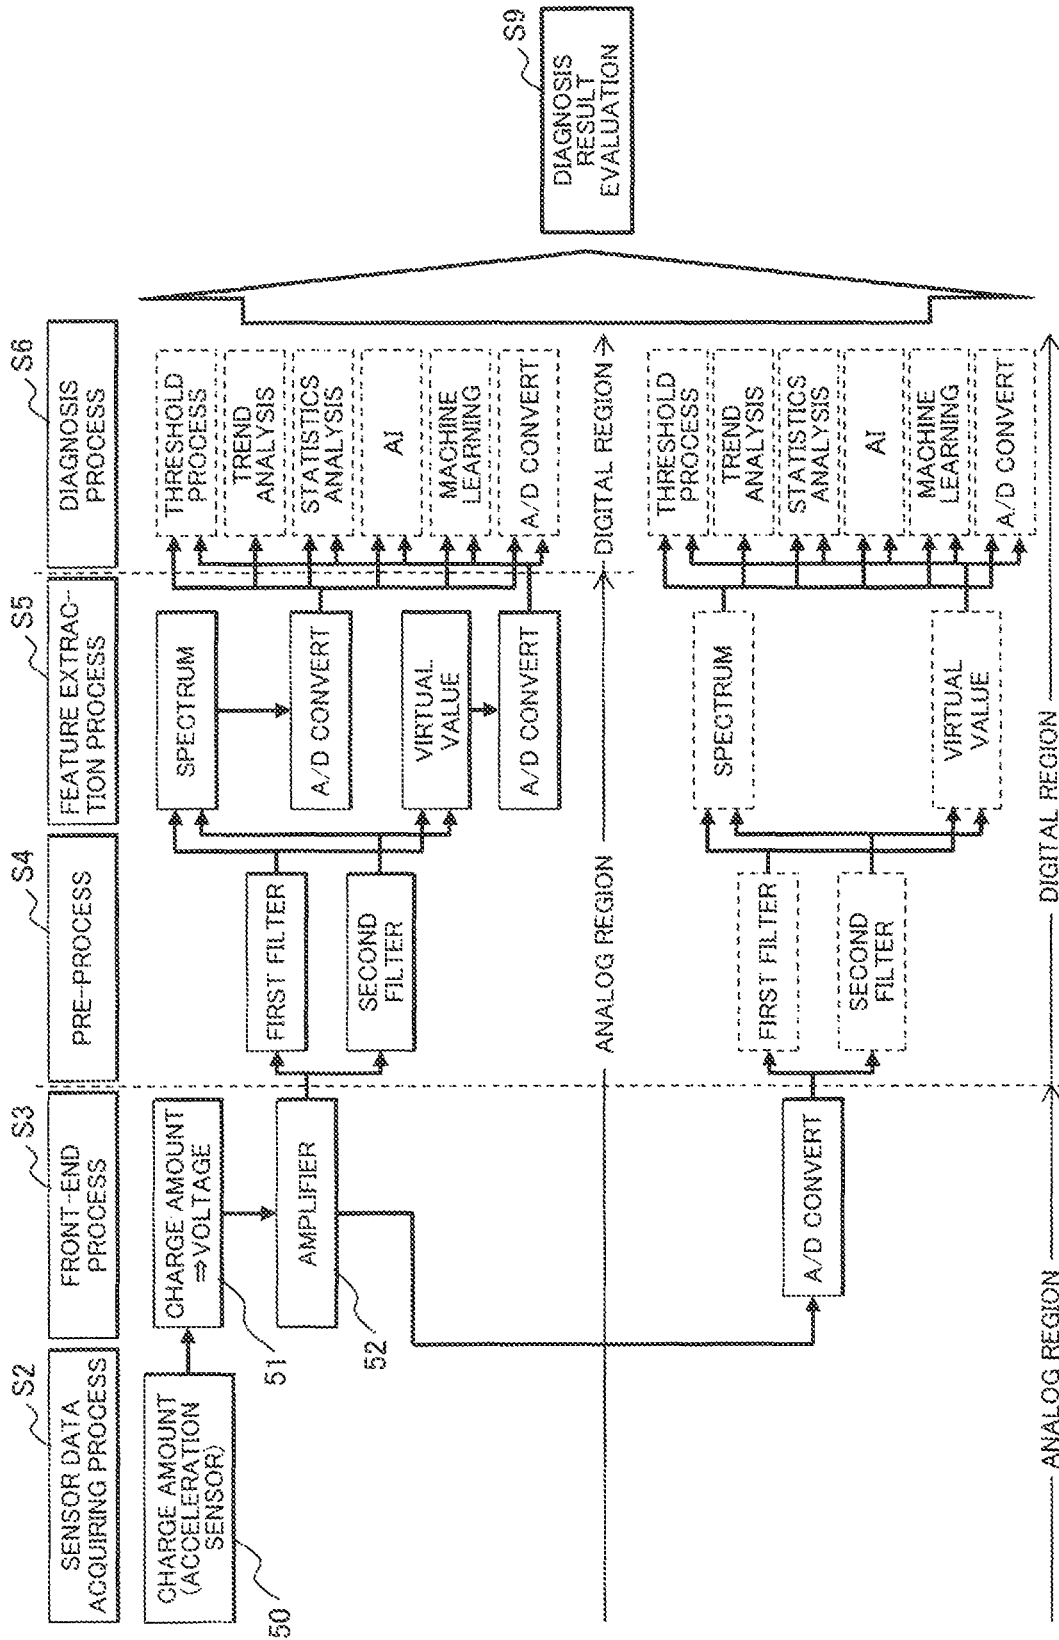 S2
SENSOR DATA
ACQUIRING PROCESS
S3
FRONT-END
PROCESS
S4
PRE-PROCESS
S5
FEATURE EXTRAC-
TION PROCESS
S6
DIAGNOSIS
PROCESS
CHARGE AMOUNT
(ACCELERATION
SENSOR)
50
CHARGE AMOUNT
⇒VOLTAGE
51
AMPLIFIER
52
FIRST FILTER
SECOND
FILTER
SPECTRUM
A/D CONVERT
VIRTUAL
VALUE
A/D CONVERT
THRESHOLD
PROCESS
TREND
ANALYSIS
STATISTICS
ANALYSIS
AI
MACHINE
LEARNING
A/D CONVERT
ANALOG REGION
DIGITAL REGION
S9
DIAGNOSIS
RESULT
EVALUATION
A/D CONVERT
FIRST FILTER
SECOND
FILTER
SPECTRUM
VIRTUAL
VALUE
THRESHOLD
PROCESS
TREND
ANALYSIS
STATISTICS
ANALYSIS
AI
MACHINE
LEARNING
A/D CONVERT
ANALOG REGION
DIGITAL REGION